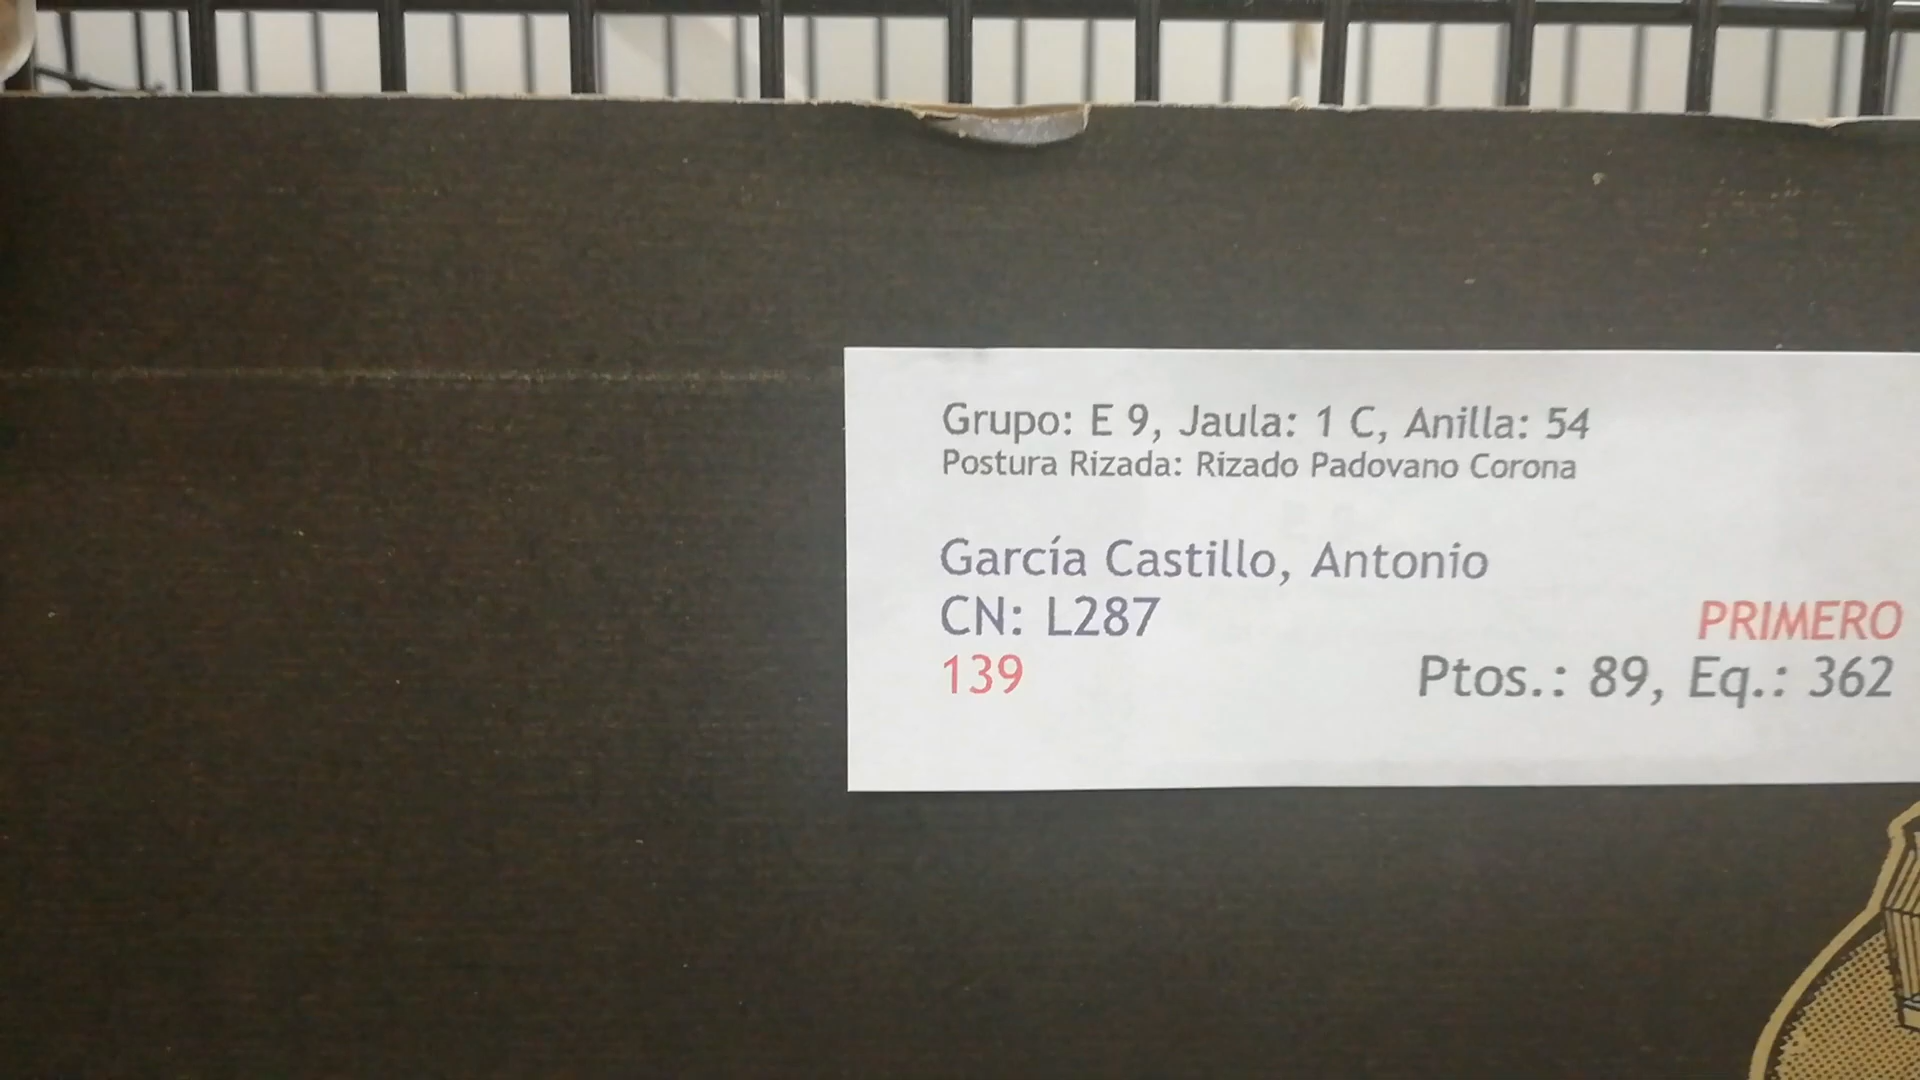 Grupo: E 9, Jaula: 1 C, Anilla: 54
Postura Rizada: Rizado Padovano Corona
García Castillo, Antonio
CN: L287
PRIMERO
139
Ptos.: 89, Eq.: 362